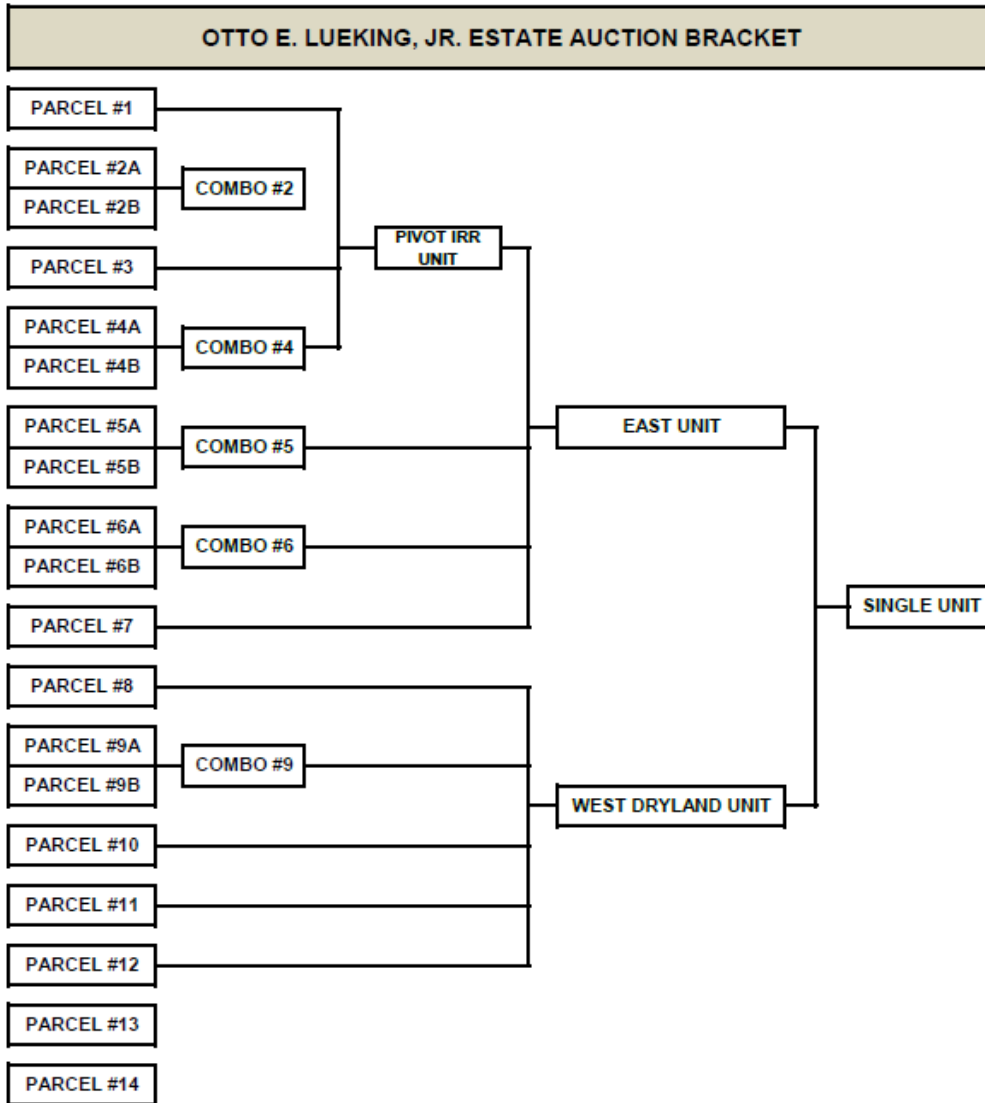 OTTO E. LUEKING, JR. ESTATE AUCTION BRACKET
PARCEL #1
PARCEL #2A
PARCEL #2B
COMBO #2
PIVOT IRR
UNIT
PARCEL #3
PARCEL #4A
PARCEL #4B
COMBO #4
PARCEL #5A
PARCEL #5B
COMBO #5
EAST UNIT
PARCEL #6A
PARCEL #6B
COMBO #6
PARCEL #7
SINGLE UNIT
PARCEL #8
PARCEL #9A
PARCEL #9B
COMBO #9
WEST DRYLAND UNIT
PARCEL #10
PARCEL #11
PARCEL #12
PARCEL #13
PARCEL #14